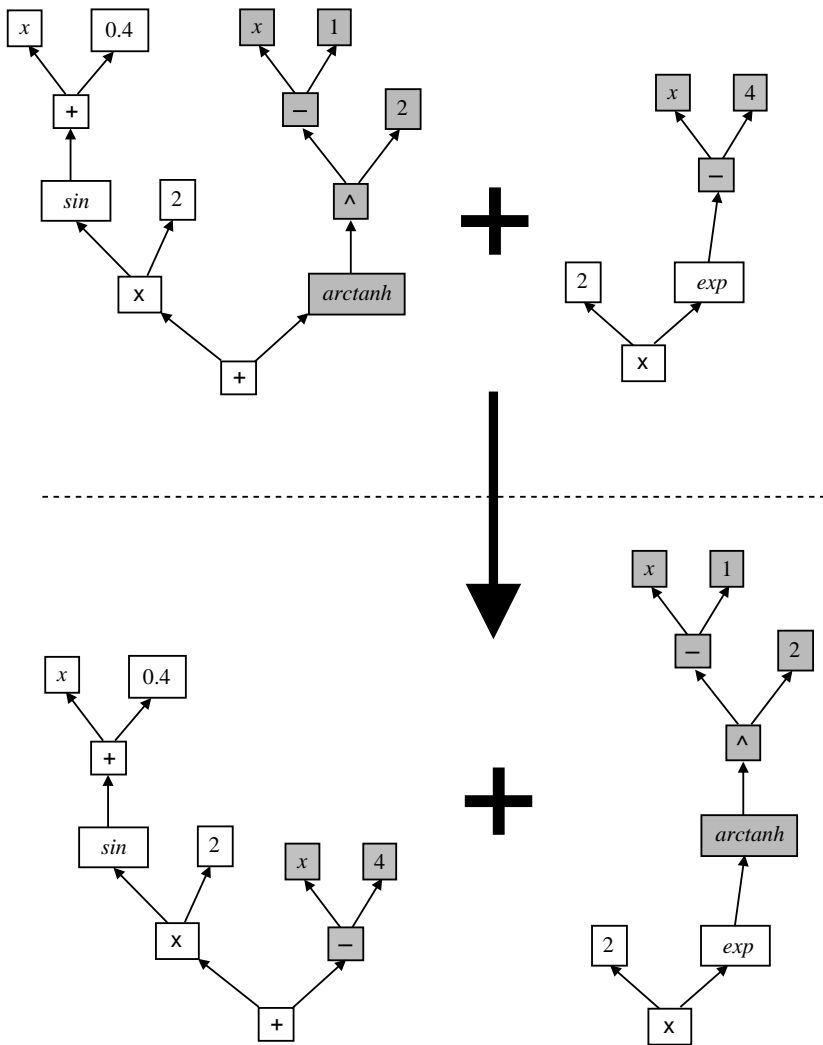 x 0.4 x 1
+ − 2 x 4
sin 2 ^ −
x arctanh 2 exp
+ x
+
x 1
x 0.4 − 2
+ ^
+
sin 2 x 4 arctanh
x − 2 exp
+ x